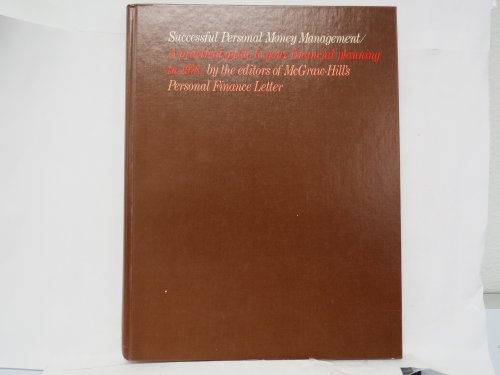 Successful Personal Money Management/
A practical guide to your financial planning
in 1978/ by the editors of McGraw-Hill's
Personal Finance Letter